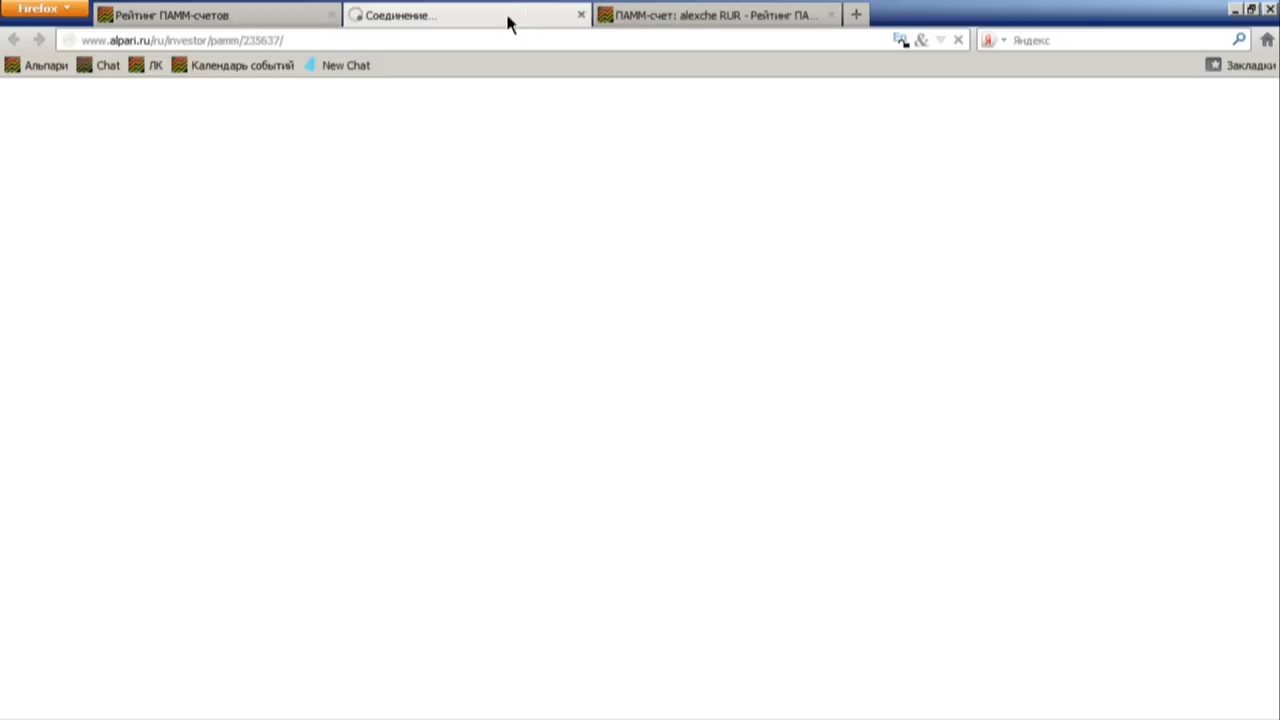 Firefox
Рейтинг ПАММ-счетов
Соединение...
ПАММ-счет: alexche RUR - Рейтинг ПА...
www.alpari.ru/ru/investor/pamm/235637/
Яндекс
Альпари
Chat
ЛК
Календарь событий
New Chat
Закладки